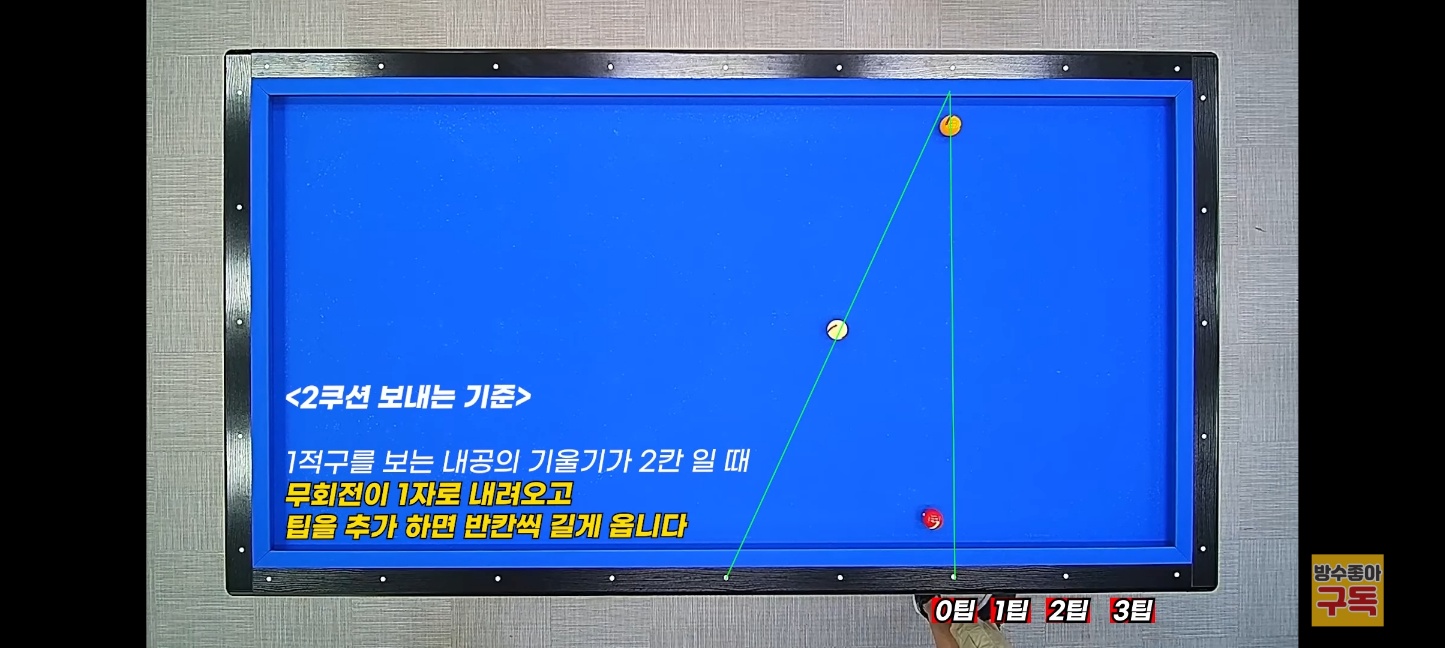 <2쿠션 보내는 기준>
1적구를 보는 내공의 기울기가 2칸 일 때
무회전이 1자로 내려오고
팁을 추가 하면 반칸씩 길게 옵니다
0팁 1팁 2팁 3팁
방수좋아
구독